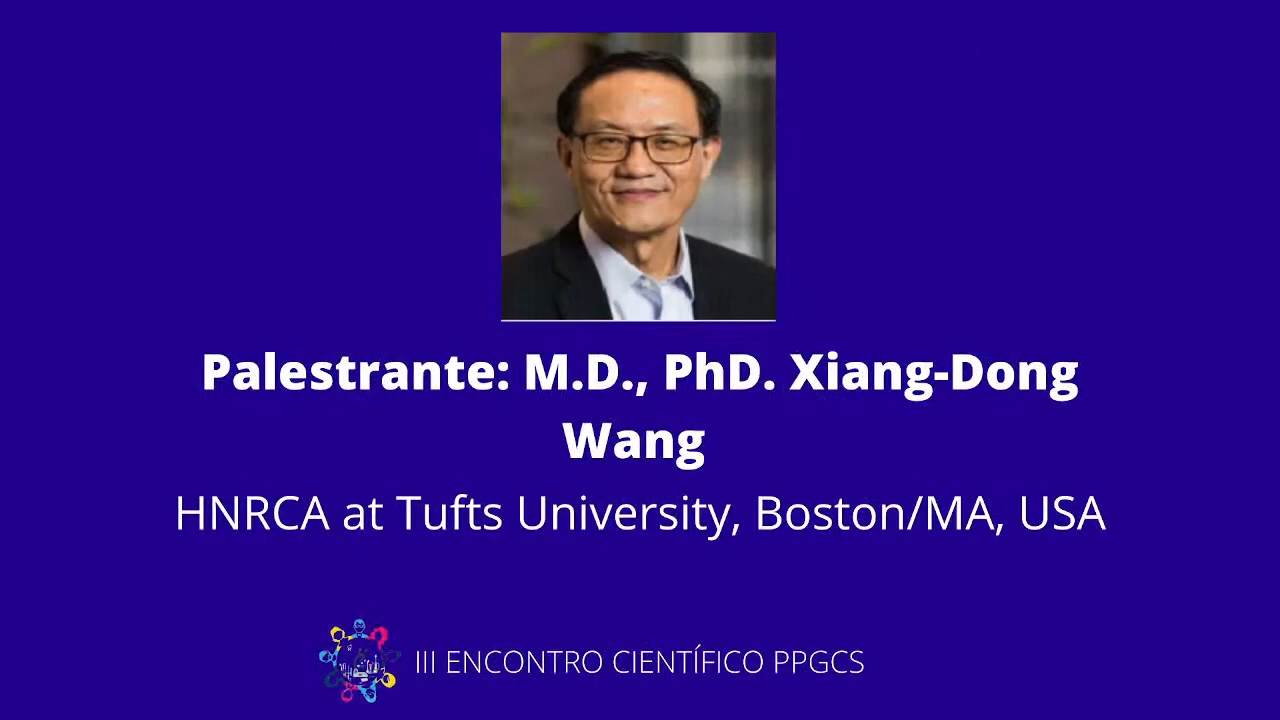 Palestrante: M.D., PhD. Xiang-Dong
Wang
HNRCA at Tufts University, Boston/MA, USA
III ENCONTRO CIENTÍFICO PPGCS